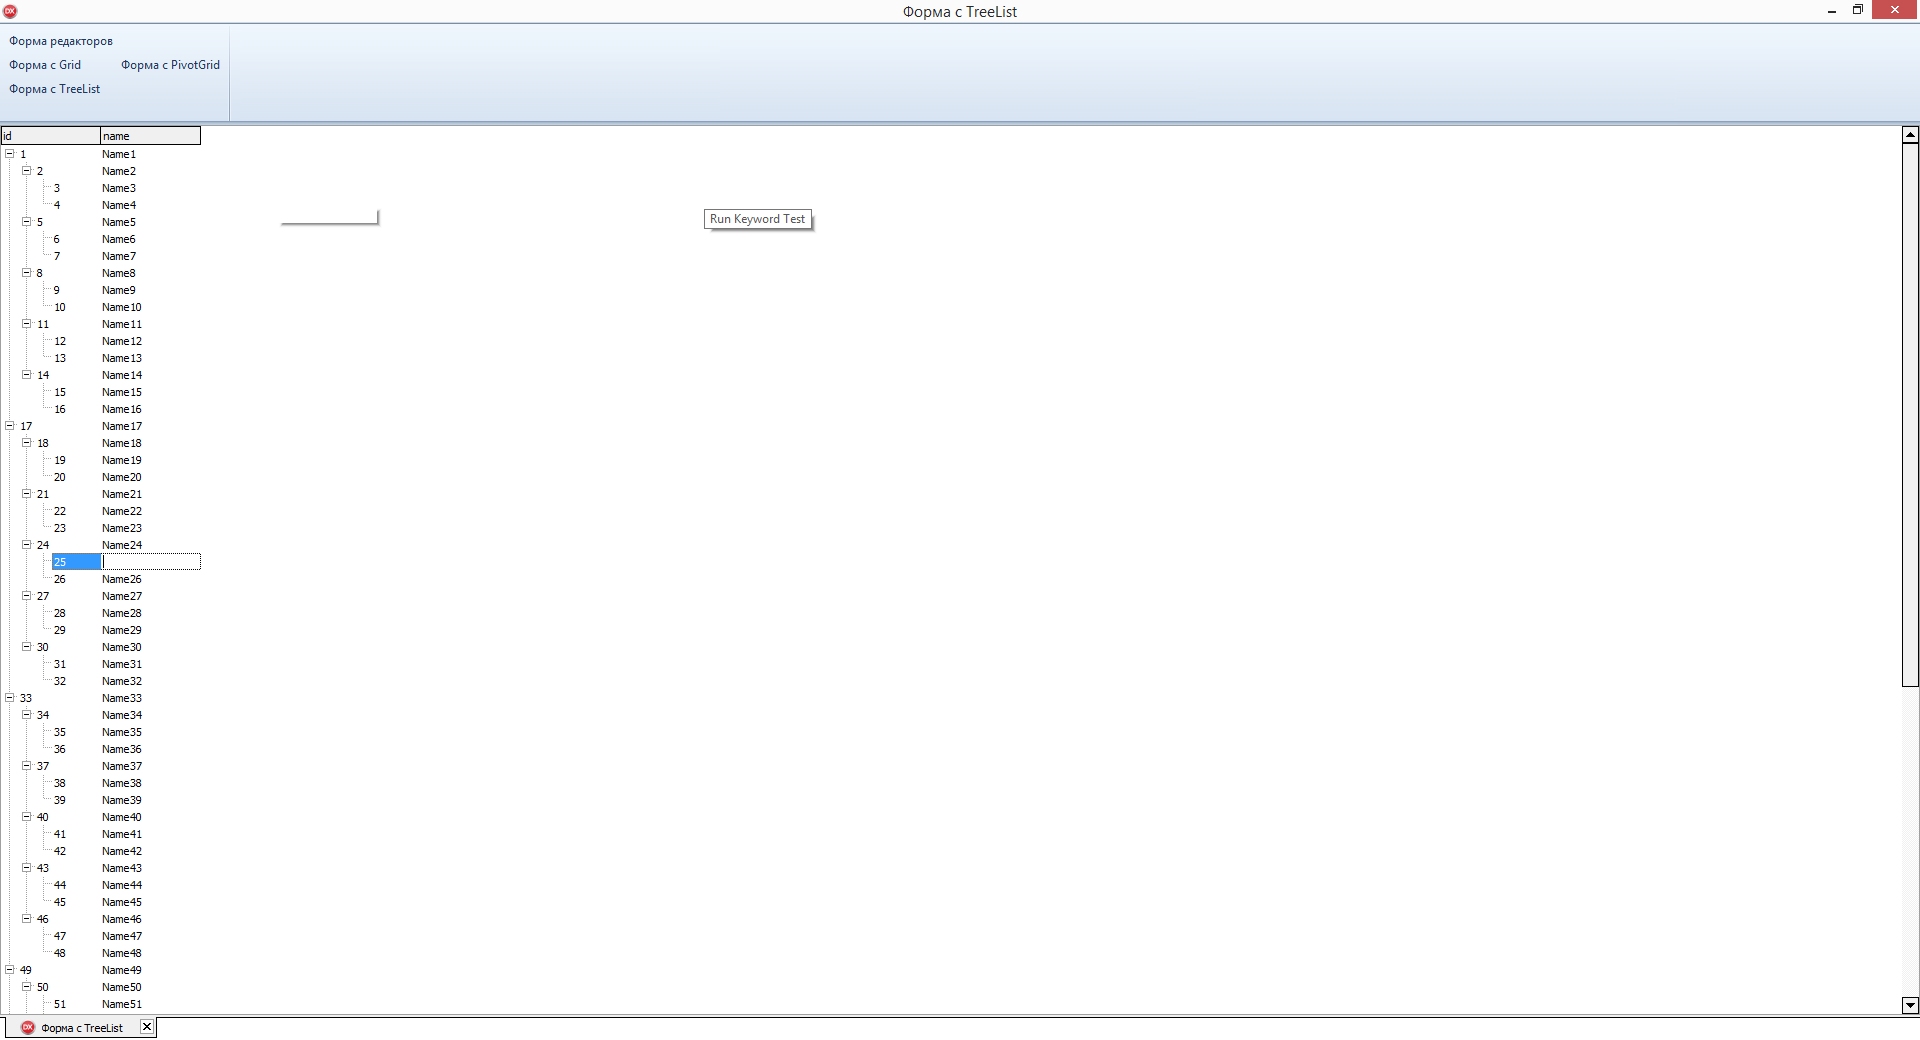 Форма с TreeList
Форма редакторов
Форма с Grid Форма с PivotGrid
Форма с TreeList
id name
1 Name1
2 Name2
3 Name3
4 Name4
Run Keyword Test
5 Name5
6 Name6
7 Name7
8 Name8
9 Name9
10 Name10
11 Name11
12 Name12
13 Name13
14 Name14
15 Name15
16 Name16
17 Name17
18 Name18
19 Name19
20 Name20
21 Name21
22 Name22
23 Name23
24 Name24
25
26 Name26
27 Name27
28 Name28
29 Name29
30 Name30
31 Name31
32 Name32
33 Name33
34 Name34
35 Name35
36 Name36
37 Name37
38 Name38
39 Name39
40 Name40
41 Name41
42 Name42
43 Name43
44 Name44
45 Name45
46 Name46
47 Name47
48 Name48
49 Name49
50 Name50
51 Name51
DX Форма с TreeList